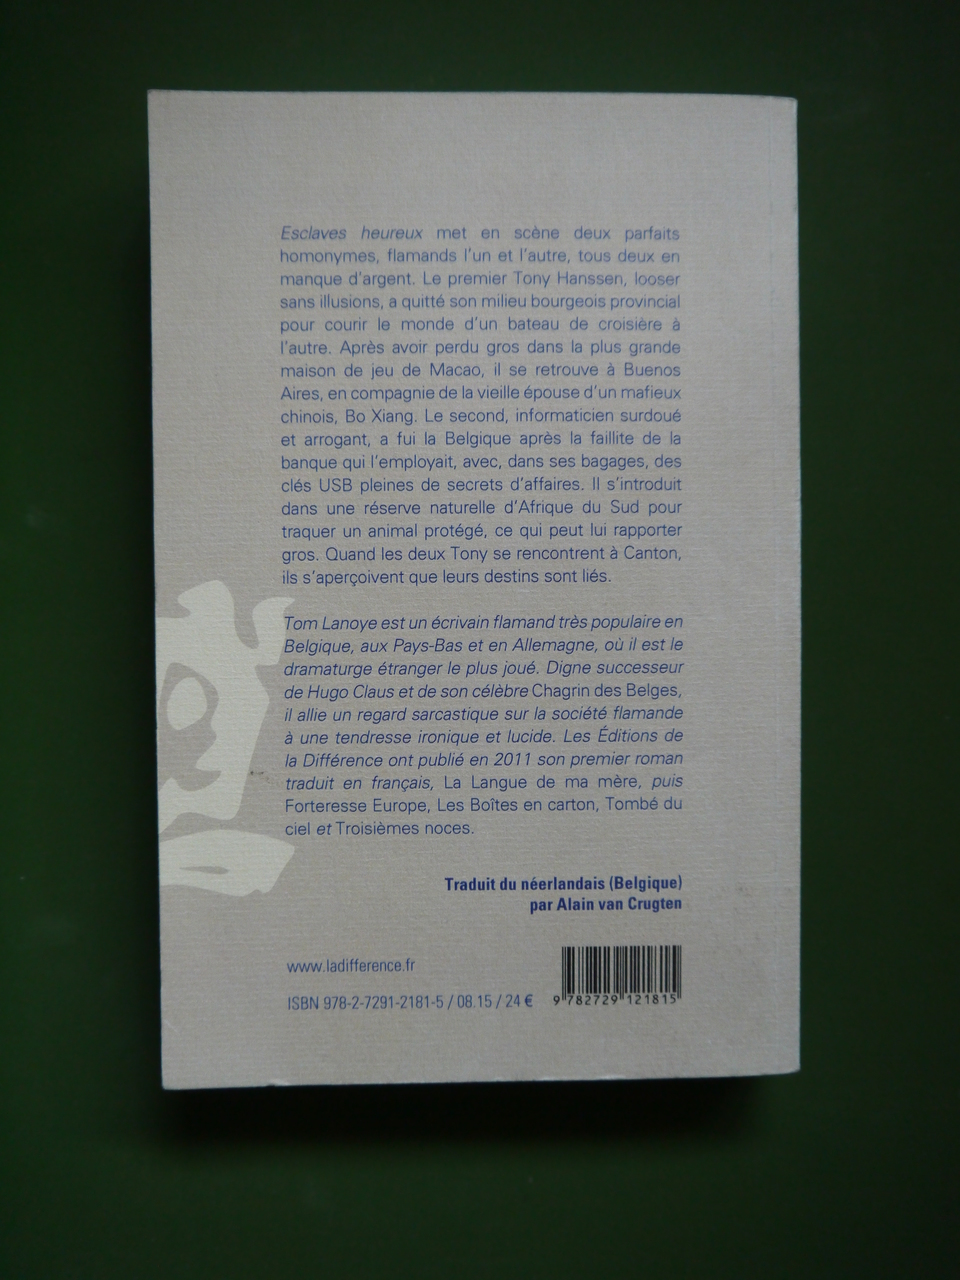 Esclaves heureux met en scène deux parfaits
homonymes, flamands l'un et l'autre, tous deux en
manque d'argent. Le premier Tony Hanssen, looser
sans illusions, a quitté son milieu bourgeois provincial
pour courir le monde d'un bateau de croisière à
l'autre. Après avoir perdu gros dans la plus grande
maison de jeu de Macao, il se retrouve à Buenos
Aires, en compagnie de la vieille épouse d'un mafieux
chinois, Bo Xiang. Le second, informaticien surdoué
et arrogant, a fui la Belgique après la faillite de la
banque qui l'employait, avec, dans ses bagages, des
clés USB pleines de secrets d'affaires. Il s'introduit
dans une réserve naturelle d'Afrique du Sud pour
traquer un animal protégé, ce qui peut lui rapporter
gros. Quand les deux Tony se rencontrent à Canton,
ils s'aperçoivent que leurs destins sont liés.
Tom Lanoye est un écrivain flamand très populaire en
Belgique, aux Pays-Bas et en Allemagne, où il est le
dramaturge étranger le plus joué. Digne successeur
de Hugo Claus et de son célèbre Chagrin des Belges,
il allie un regard sarcastique sur la société flamande
à une tendresse ironique et lucide. Les Éditions de
la Différence ont publié en 2011 son premier roman
traduit en français, La Langue de ma mère, puis
Forteresse Europe, Les Boîtes en carton, Tombé du
ciel et Troisièmes noces.
Traduit du néerlandais (Belgique)
par Alain van Crugten
www.ladifference.fr
ISBN 978-2-7291-2181-5 / 08.15 / 24 €
9 782729 121815